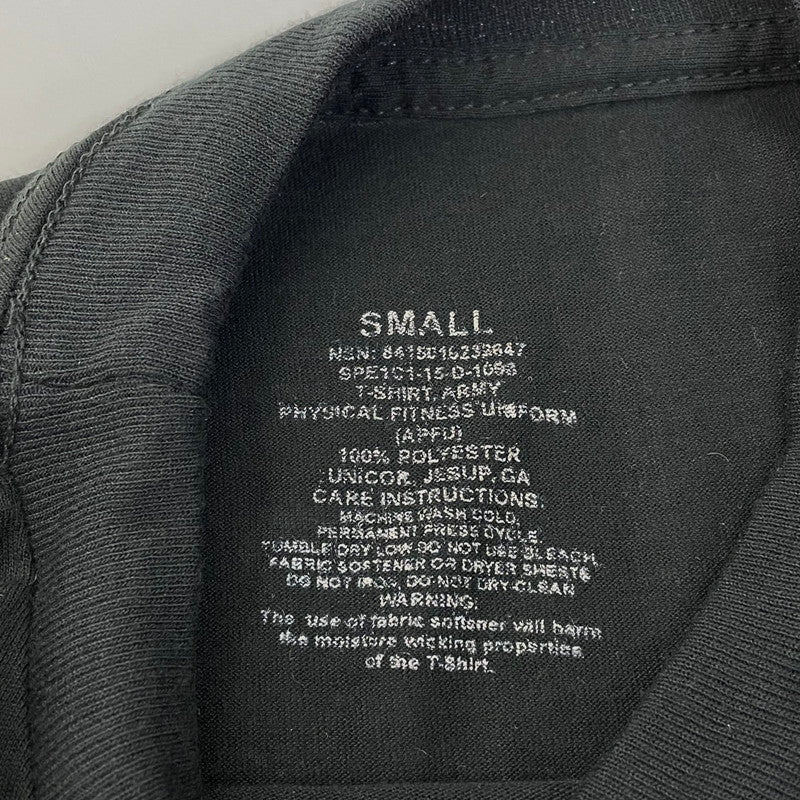 SMALL
NSN: 8415016232647
SPE1C1-15-D-1093
T-SHIRT, ARMY
PHYSICAL FITNESS UNIFORM
(APFU)
100% POLYESTER
UNICOR, JESUP, GA
CARE INSTRUCTIONS:
MACHINE WASH COLD,
PERMANENT PRESS CYCLE.
TUMBLE DRY LOW-DO NOT USE BLEACH,
FABRIC SOFTENER OR DRYER SHEETS
DO NOT IRON, DO NOT DRY-CLEAN
WARNING:
The use of fabric softener will harm
the moisture wicking properties
of the T-Shirt.